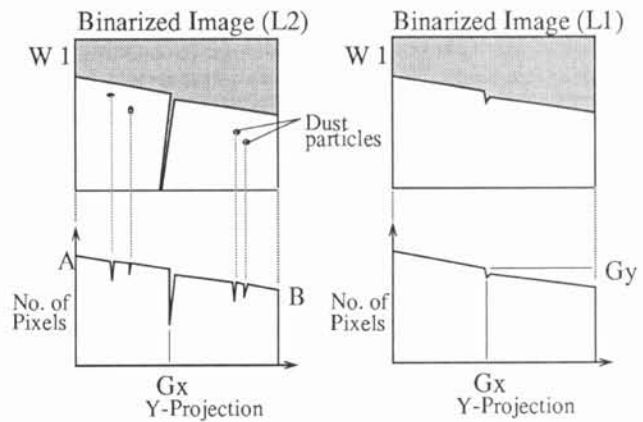 Binarized Image (L2)
W 1
Dust
particles
A
B
No. of
Pixels
Gx
Y-Projection
Binarized Image (L1)
W 1
Gy
No. of
Pixels
Gx
Y-Projection